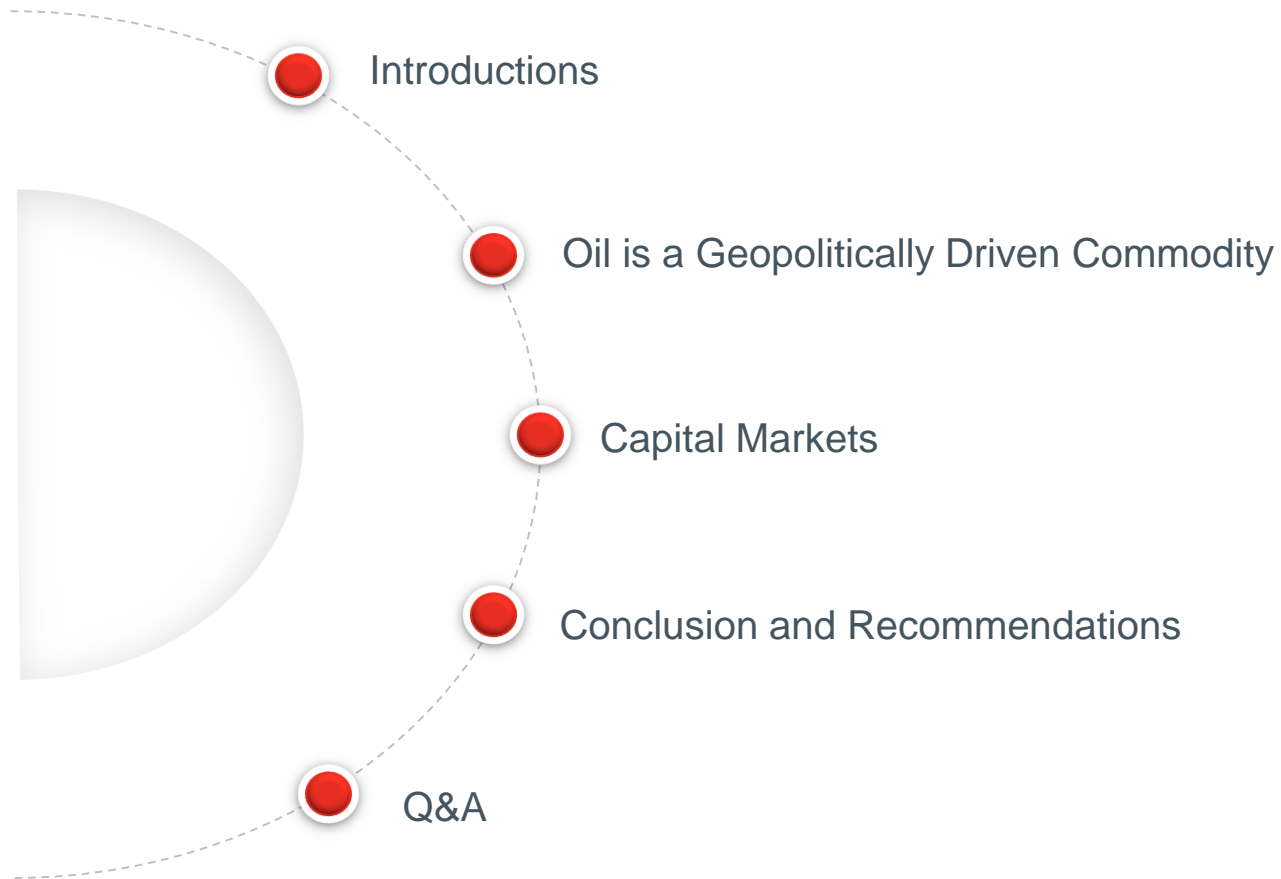 Introductions
Oil is a Geopolitically Driven Commodity
Capital Markets
Conclusion and Recommendations
Q&A